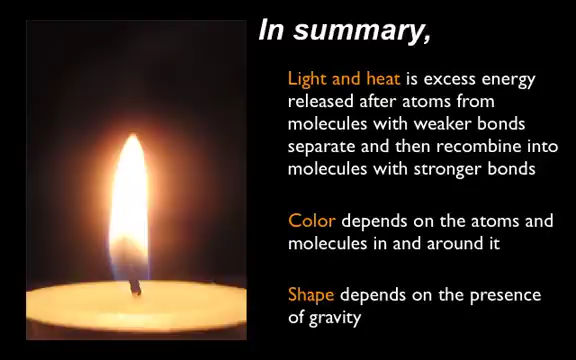 In summary,
Light and heat is excess energy
released after atoms from
molecules with weaker bonds
separate and then recombine into
molecules with stronger bonds
Color depends on the atoms and
molecules in and around it
Shape depends on the presence
of gravity